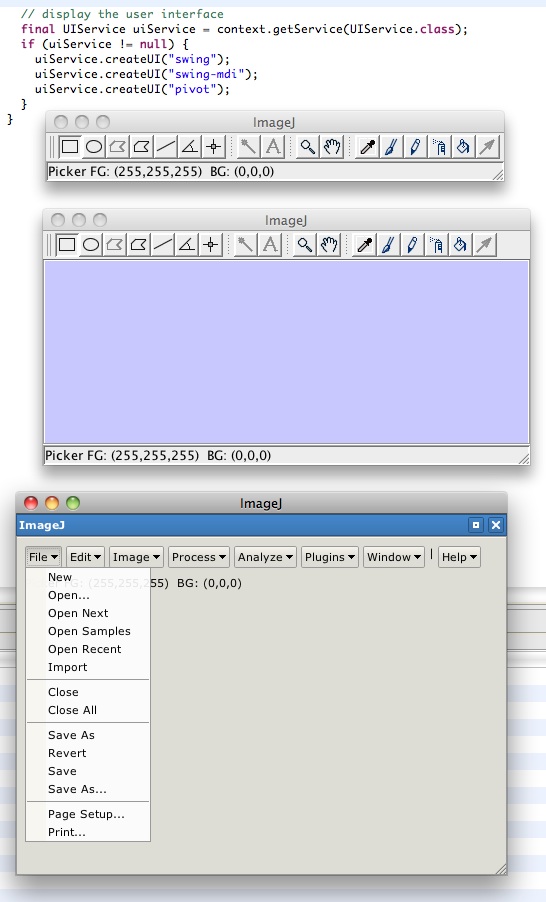 // display the user interface
final UIService uiService = context.getService(UIService.class);
if (uiService != null) {
uiService.createUI("swing");
uiService.createUI("swing-mdi");
uiService.createUI("pivot");
}
}
ImageJ
A
Picker FG: (255,255,255) BG: (0,0,0)
ImageJ
A
Picker FG: (255,255,255) BG: (0,0,0)
ImageJ
ImageJ
File Edit Image Process Analyze Plugins Window | Help
FG: (255,255,255) BG: (0,0,0)
New
Open...
Open Next
Open Samples
Open Recent
Import
Close
Close All
Save As
Revert
Save
Save As...
Page Setup...
Print...